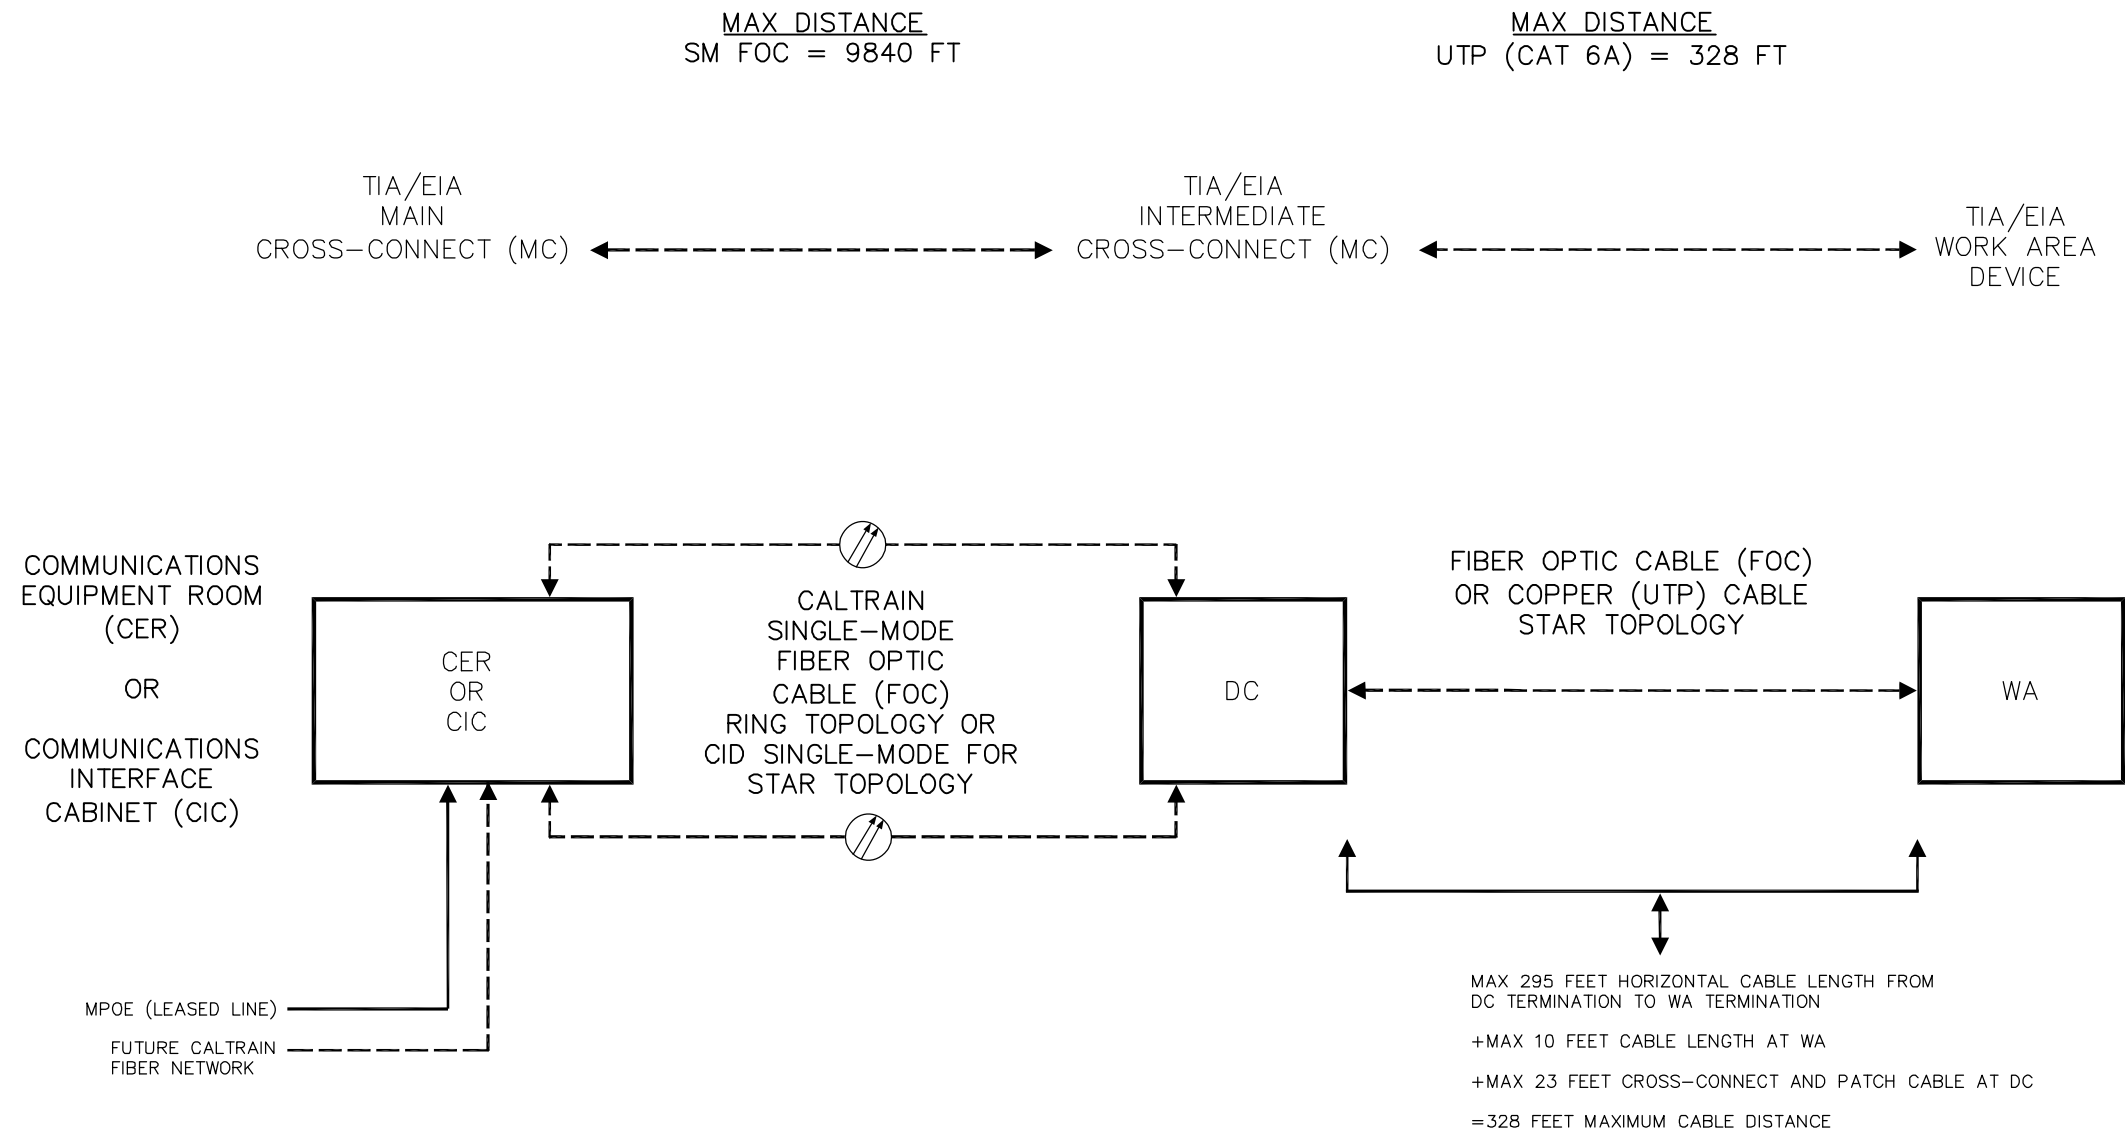 MAX DISTANCE
SM FOC = 9840 FT
MAX DISTANCE
UTP (CAT 6A) = 328 FT
TIA/EIA
MAIN
CROSS-CONNECT (MC)
TIA/EIA
INTERMEDIATE
CROSS-CONNECT (MC)
TIA/EIA
WORK AREA
DEVICE
COMMUNICATIONS
EQUIPMENT ROOM
(CER)
OR
COMMUNICATIONS
INTERFACE
CABINET (CIC)
CER
OR
CIC
CALTRAIN
SINGLE-MODE
FIBER OPTIC
CABLE (FOC)
RING TOPOLOGY OR
CID SINGLE-MODE FOR
STAR TOPOLOGY
DC
FIBER OPTIC CABLE (FOC)
OR COPPER (UTP) CABLE
STAR TOPOLOGY
WA
MPOE (LEASED LINE)
FUTURE CALTRAIN
FIBER NETWORK
MAX 295 FEET HORIZONTAL CABLE LENGTH FROM
DC TERMINATION TO WA TERMINATION
+MAX 10 FEET CABLE LENGTH AT WA
+MAX 23 FEET CROSS-CONNECT AND PATCH CABLE AT DC
=328 FEET MAXIMUM CABLE DISTANCE